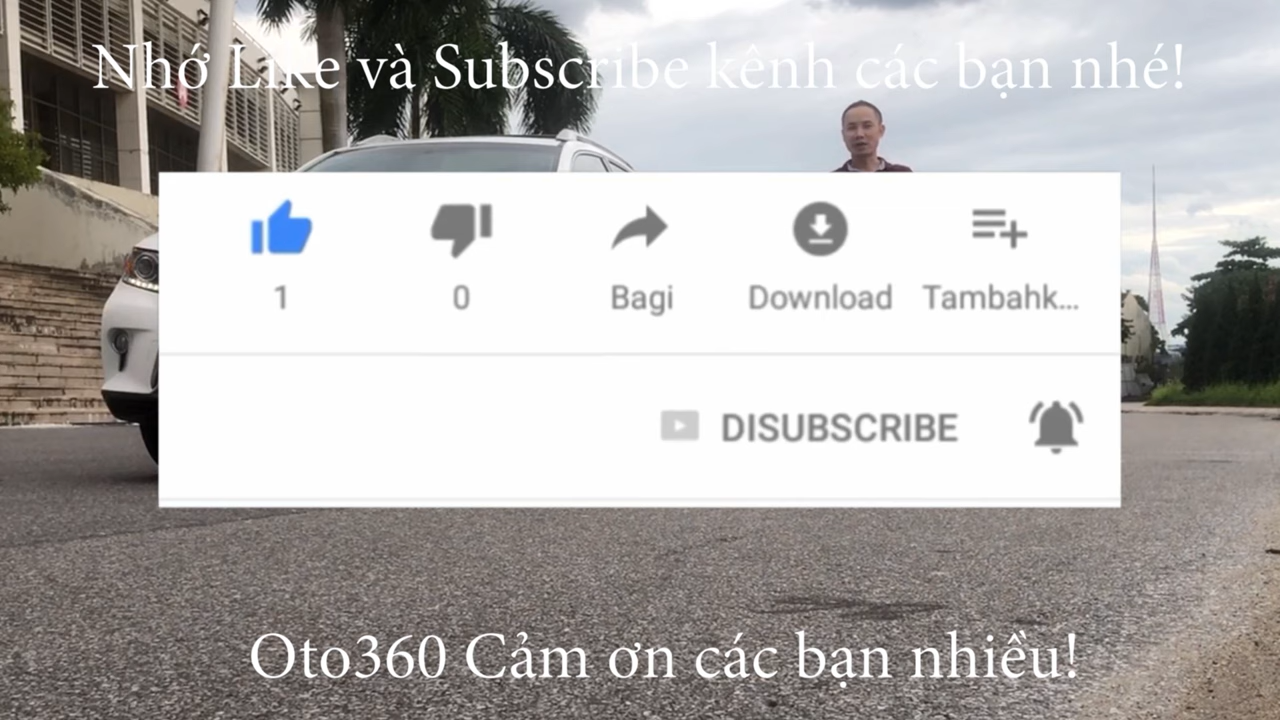 Nhớ Like và Subscribe kênh các bạn nhé!
1 0 Bagi Download Tambahk...
DISUBSCRIBE
Oto360 Cảm ơn các bạn nhiều!